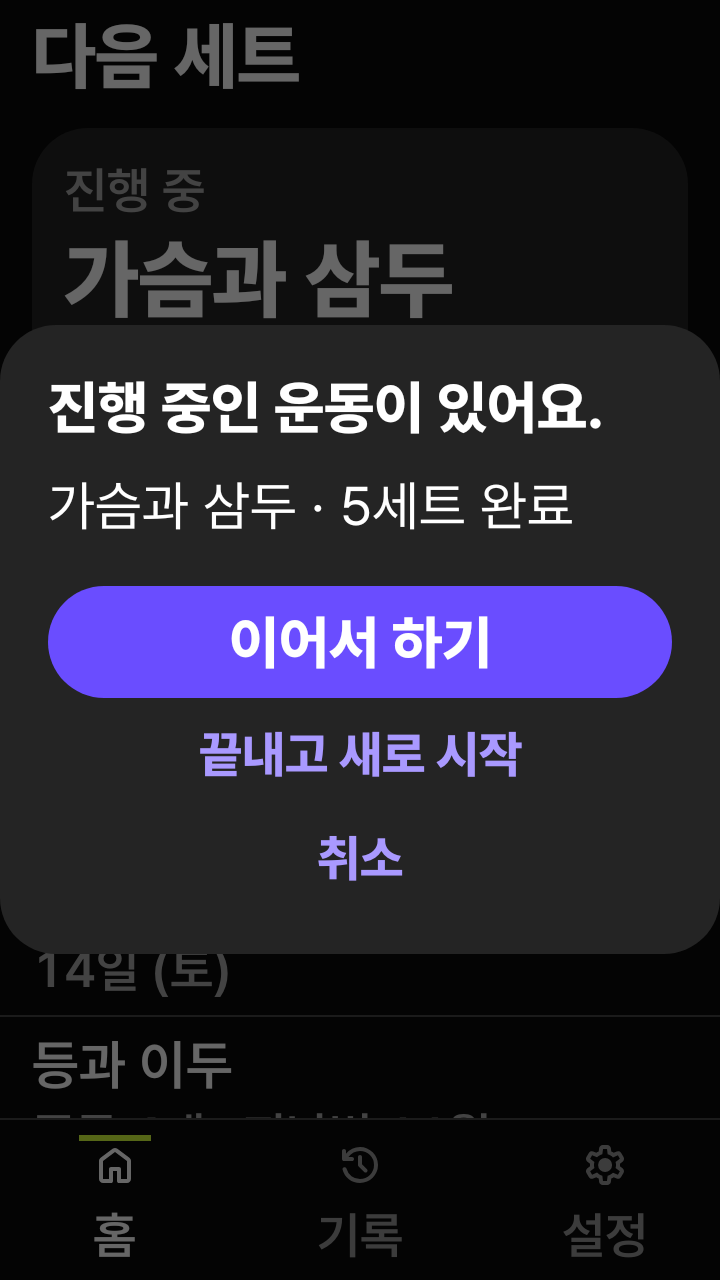 다음 세트
진행 중
가슴과 삼두
진행 중인 운동이 있어요.
가슴과 삼두 · 5세트 완료
이어서 하기
끝내고 새로 시작
취소
14일 (토)
등과 이두
홈
기록
설정